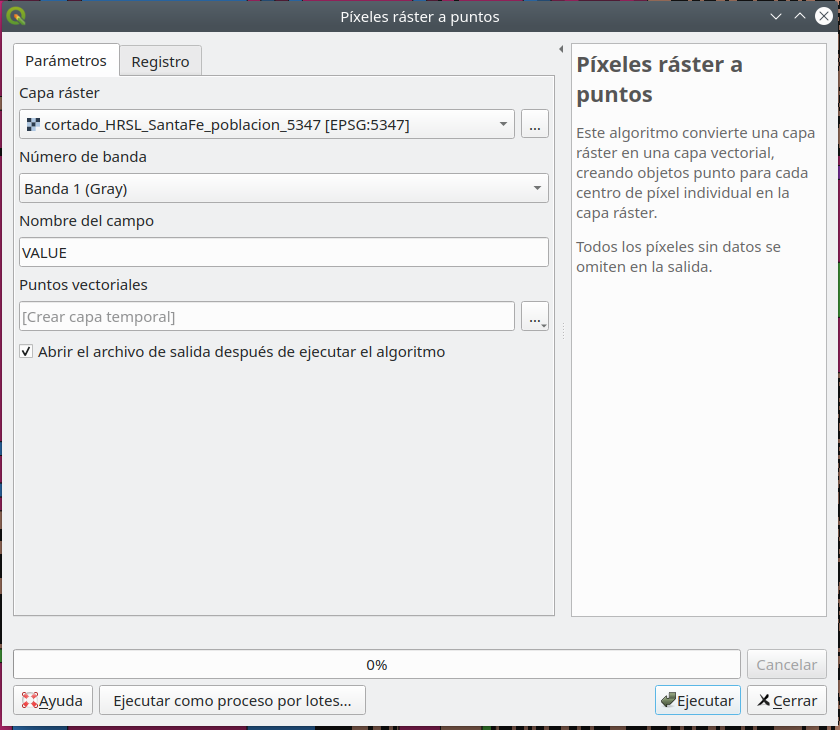 Píxeles ráster a puntos
Parámetros
Registro
Capa ráster
cortado_HRSL_SantaFe_poblacion_5347 [EPSG:5347]
...
Número de banda
Banda 1 (Gray)
Nombre del campo
VALUE
Puntos vectoriales
[Crear capa temporal]
...
Abrir el archivo de salida después de ejecutar el algoritmo
Píxeles ráster a
puntos
Este algoritmo convierte una capa
ráster en una capa vectorial,
creando objetos punto para cada
centro de píxel individual en la
capa ráster.
Todos los píxeles sin datos se
omiten en la salida.
0%
Cancelar
Ayuda
Ejecutar como proceso por lotes...
Ejecutar
Cerrar